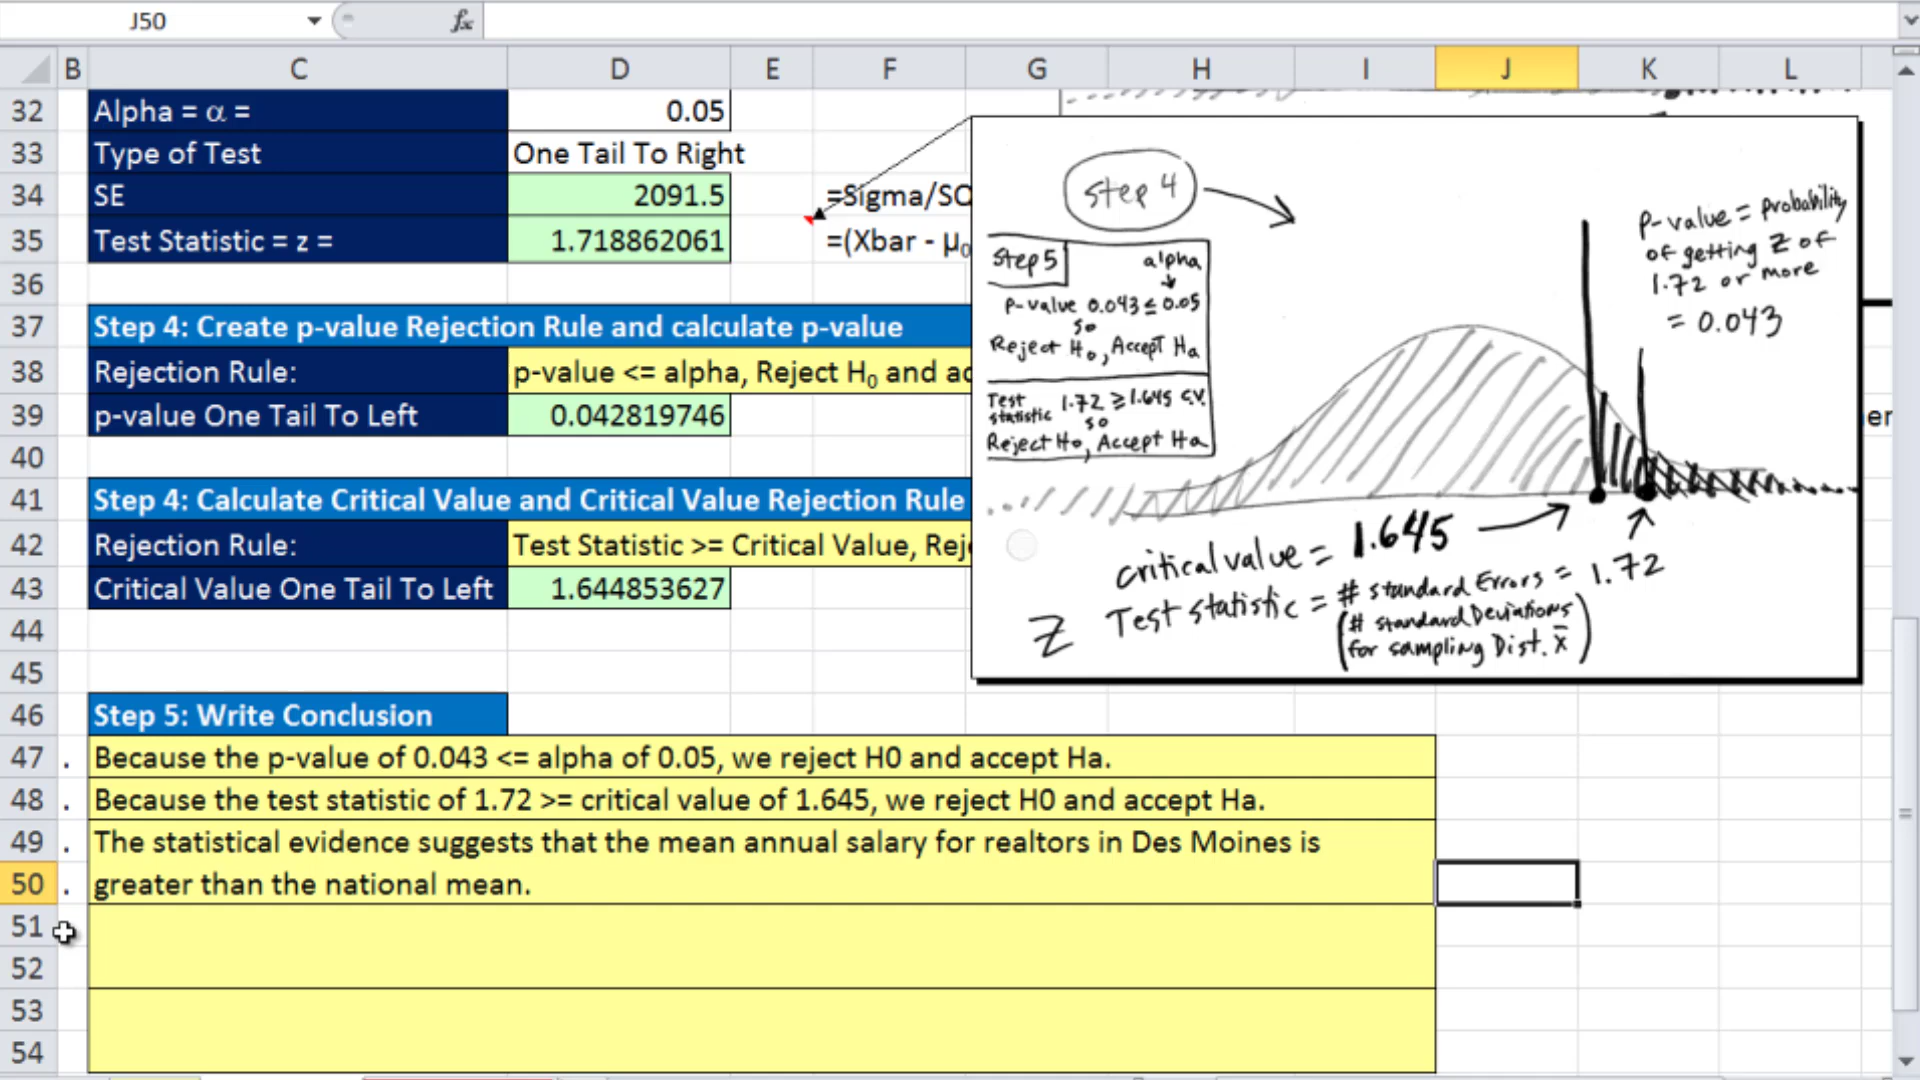 J50
fx
B C D E F G H I J K L
32 Alpha = α = 0.05
33 Type of Test One Tail To Right
34 SE 2091.5 =Sigma/SQ
35 Test Statistic = z = 1.718862061 =(Xbar - µ0
36
37 Step 4: Create p-value Rejection Rule and calculate p-value
38 Rejection Rule: p-value <= alpha, Reject H0 and ac
39 p-value One Tail To Left 0.042819746
40
41 Step 4: Calculate Critical Value and Critical Value Rejection Rule
42 Rejection Rule: Test Statistic >= Critical Value, Rej
43 Critical Value One Tail To Left 1.644853627
44
45
46 Step 5: Write Conclusion
47 . Because the p-value of 0.043 <= alpha of 0.05, we reject H0 and accept Ha.
48 . Because the test statistic of 1.72 >= critical value of 1.645, we reject H0 and accept Ha.
49 . The statistical evidence suggests that the mean annual salary for realtors in Des Moines is
50 . greater than the national mean.
51
52
53
54
Step 4
P-value = probability
of getting Z of
1.72 or more
= 0.043
Step 5 alpha
P-value 0.043 ≤ 0.05
so
Reject Ho, Accept Ha
Test
statistic 1.72 ≥ 1.645 C.V.
so
Reject Ho, Accept Ha
critical value = 1.645
Z Test statistic = # standard Errors = 1.72
(# standard Deviations
for sampling Dist. x̄)